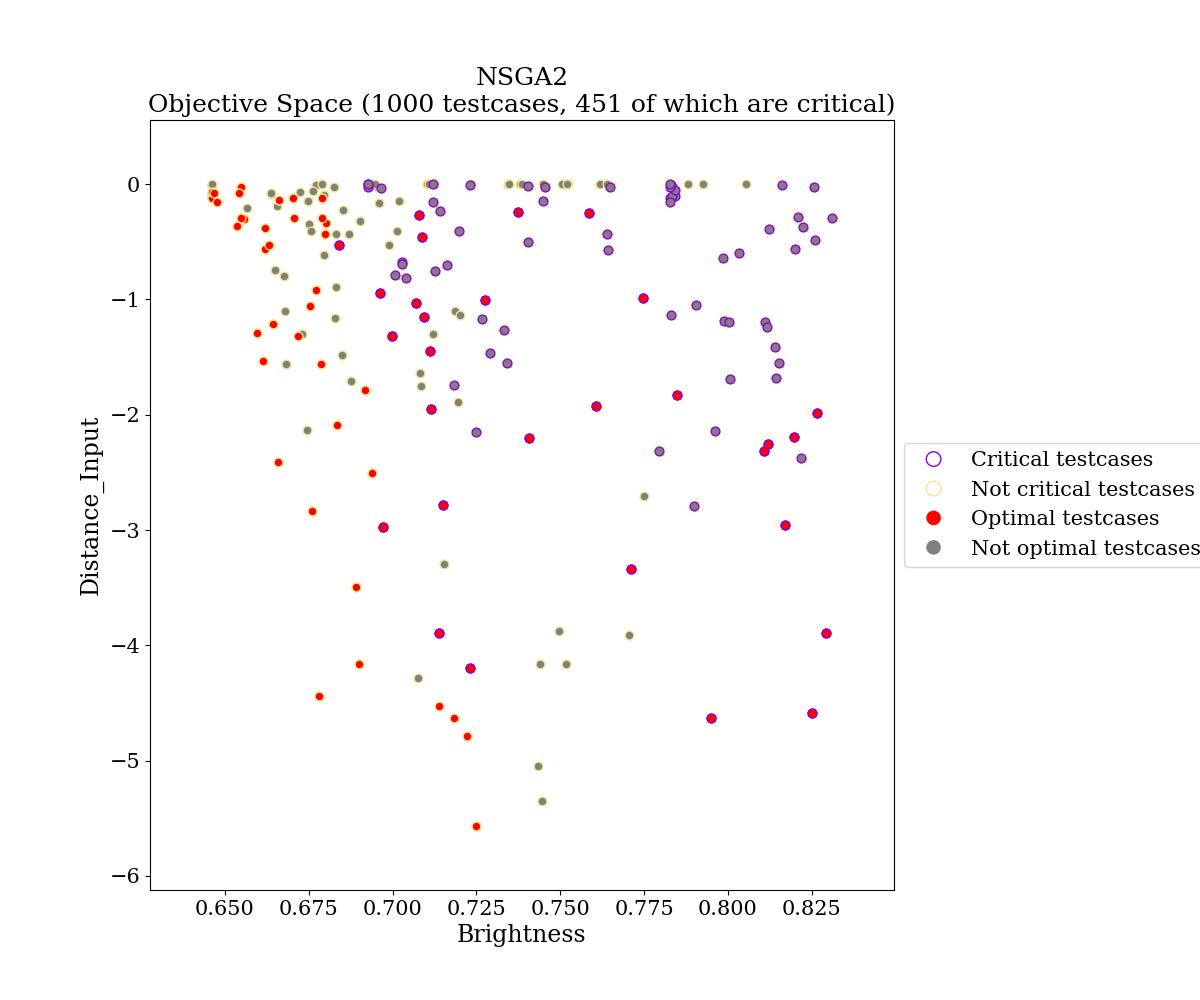 NSGA2
Objective Space (1000 testcases, 451 of which are critical)
0
−1
−2
−3
−4
−5
−6
Distance_Input
0.650 0.675 0.700 0.725 0.750 0.775 0.800 0.825
Brightness
Critical testcases
Not critical testcases
Optimal testcases
Not optimal testcases